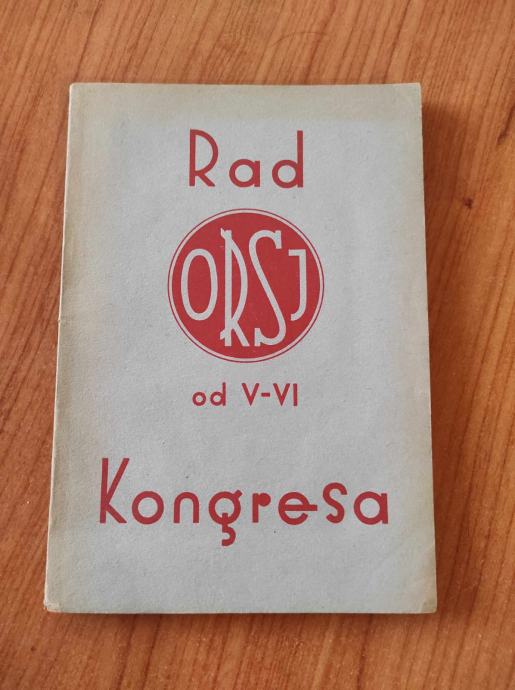 Rad
ORSJ
od V-VI
Kongresa